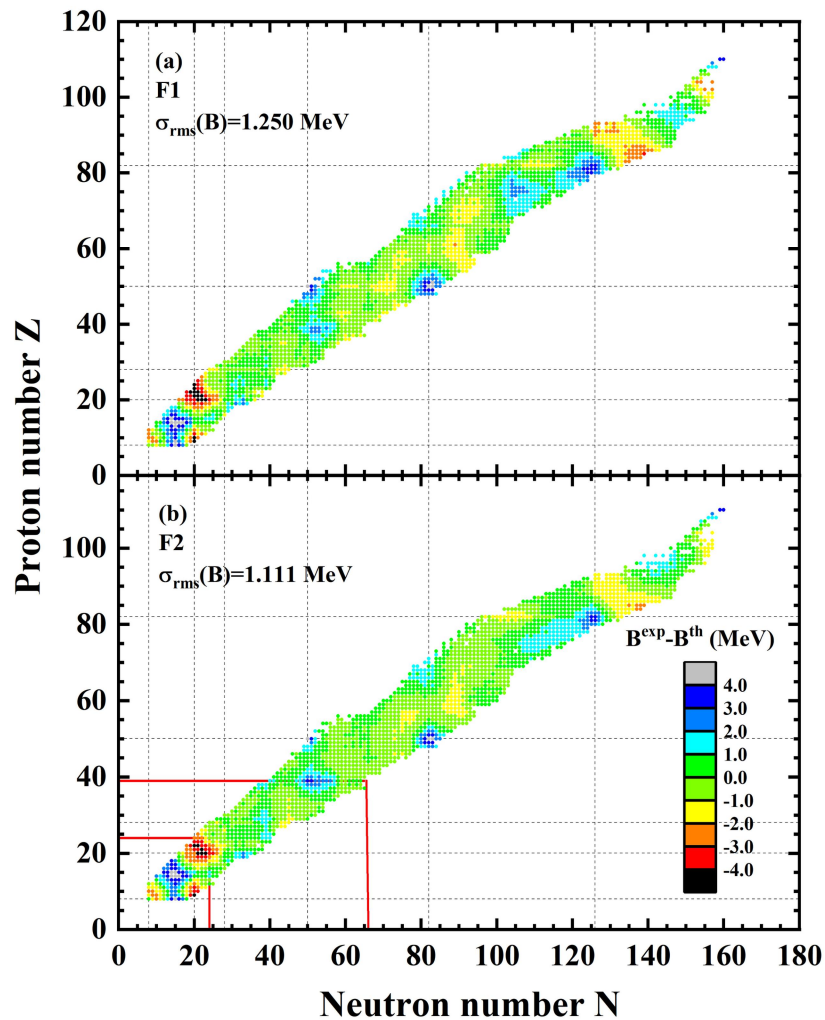 120
100
80
60
40
20
0
(a)
F1
σrms(B)=1.250 MeV
Proton number Z
100
80
60
40
20
0
(b)
F2
σrms(B)=1.111 MeV
Bexp-Bth (MeV)
4.0
3.0
2.0
1.0
0.0
-1.0
-2.0
-3.0
-4.0
0 20 40 60 80 100 120 140 160 180
Neutron number N